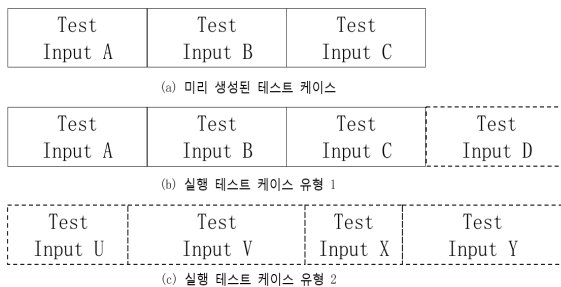 Test Test Test
Input A Input B Input C
(a) 미리 생성된 테스트 케이스
Test Test Test Test
Input A Input B Input C Input D
(b) 실행 테스트 케이스 유형 1
Test Test Test Test
Input U Input V Input X Input Y
(c) 실행 테스트 케이스 유형 2